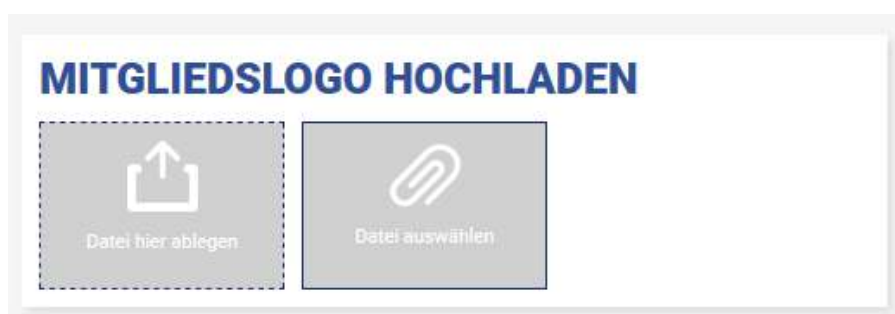 MITGLIEDSLOGO HOCHLADEN
Datei hier ablegen
Datei auswählen